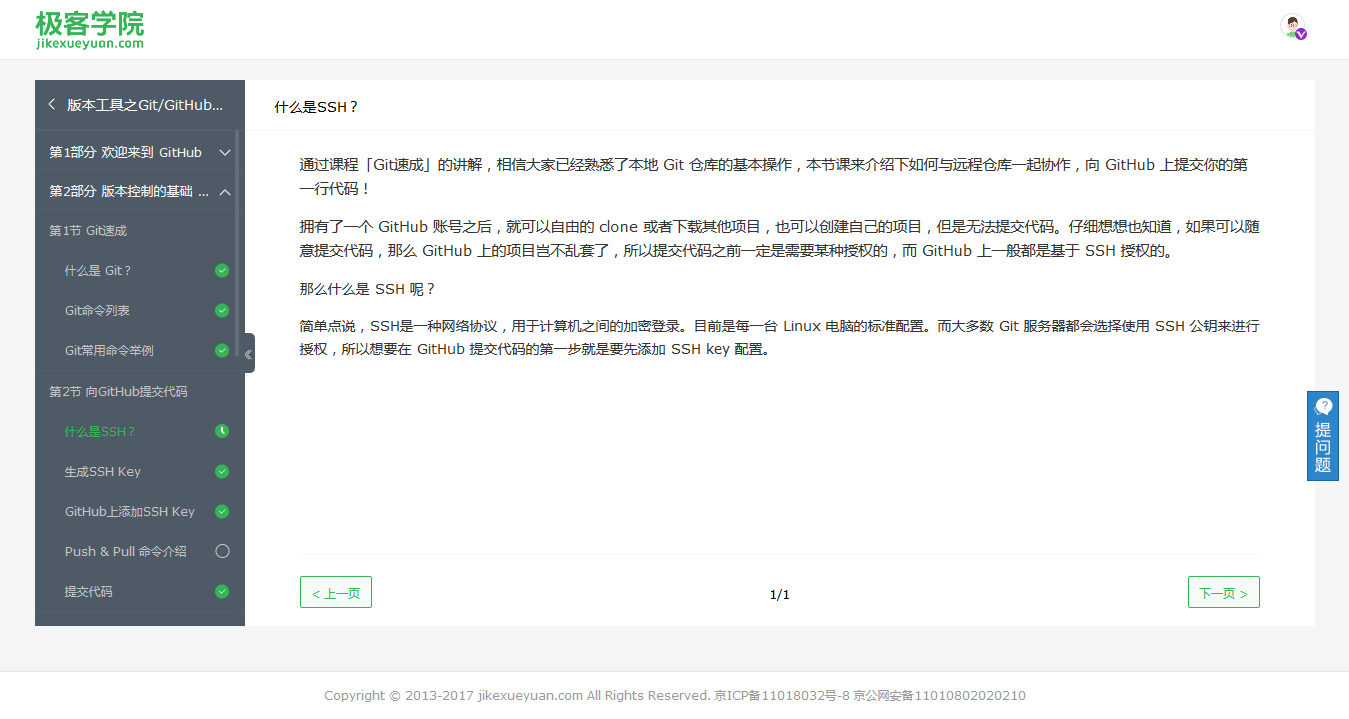 极客学院
jikexueyuan.com
版本工具之Git/GitHub...
第1部分 欢迎来到 GitHub
第2部分 版本控制的基础 ...
第1节 Git速成
什么是 Git？
Git命令列表
Git常用命令举例
第2节 向GitHub提交代码
什么是SSH？
生成SSH Key
GitHub上添加SSH Key
Push & Pull 命令介绍
提交代码
什么是SSH？
通过课程「Git速成」的讲解，相信大家已经熟悉了本地 Git 仓库的基本操作，本节课来介绍下如何与远程仓库一起协作，向 GitHub 上提交你的第
一行代码！
拥有了一个 GitHub 账号之后，就可以自由的 clone 或者下载其他项目，也可以创建自己的项目，但是无法提交代码。仔细想想也知道，如果可以随
意提交代码，那么 GitHub 上的项目岂不乱套了，所以提交代码之前一定是需要某种授权的，而 GitHub 上一般都是基于 SSH 授权的。
那么什么是 SSH 呢？
简单点说，SSH是一种网络协议，用于计算机之间的加密登录。目前是每一台 Linux 电脑的标准配置。而大多数 Git 服务器都会选择使用 SSH 公钥来进行
授权，所以想要在 GitHub 提交代码的第一步就是要先添加 SSH key 配置。
< 上一页
1/1
下一页 >
提问题
Copyright © 2013-2017 jikexueyuan.com All Rights Reserved. 京ICP备11018032号-8 京公网安备11010802020210